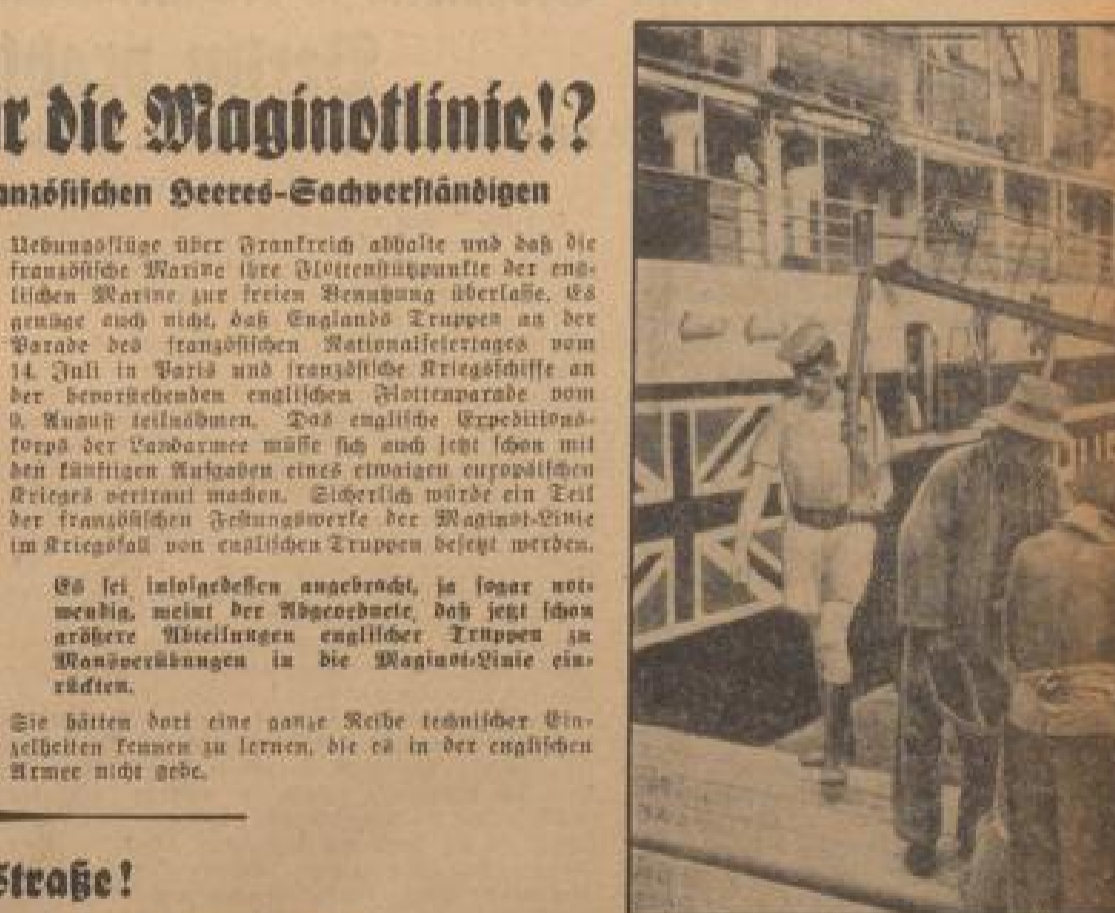 r die Maginotlinie!?
anzösischen Heeres-Sachverständigen
Uebungsflüge über Frankreich abhalte und daß die
französische Marine ihre Flottenstützpunkte der eng-
lischen Marine zur freien Benutzung überlasse. Es
genüge auch nicht, daß Englands Truppen an der
Parade des französischen Nationalfeiertages vom
14. Juli in Paris und französische Kriegsschiffe an
der bevorstehenden englischen Flottenparade vom
9. August teilnähmen. Das englische Expeditions-
korps der Landarmee müsse sich auch jetzt schon mit
den künftigen Aufgaben eines etwaigen europäischen
Krieges vertraut machen. Sicherlich würde ein Teil
der französischen Festungswerke der Maginot-Linie
im Kriegsfall von englischen Truppen besetzt werden.
Es sei infolgedessen angebracht, ja sogar not-
wendig, meint der Abgeordnete, daß jetzt schon
größere Abteilungen englischer Truppen zu
Manöverübungen in die Maginot-Linie ein-
rückten.
Sie hätten dort eine ganze Reihe technischer Ein-
zelheiten kennen zu lernen, die es in der englischen
Armee nicht gebe.
Straße!